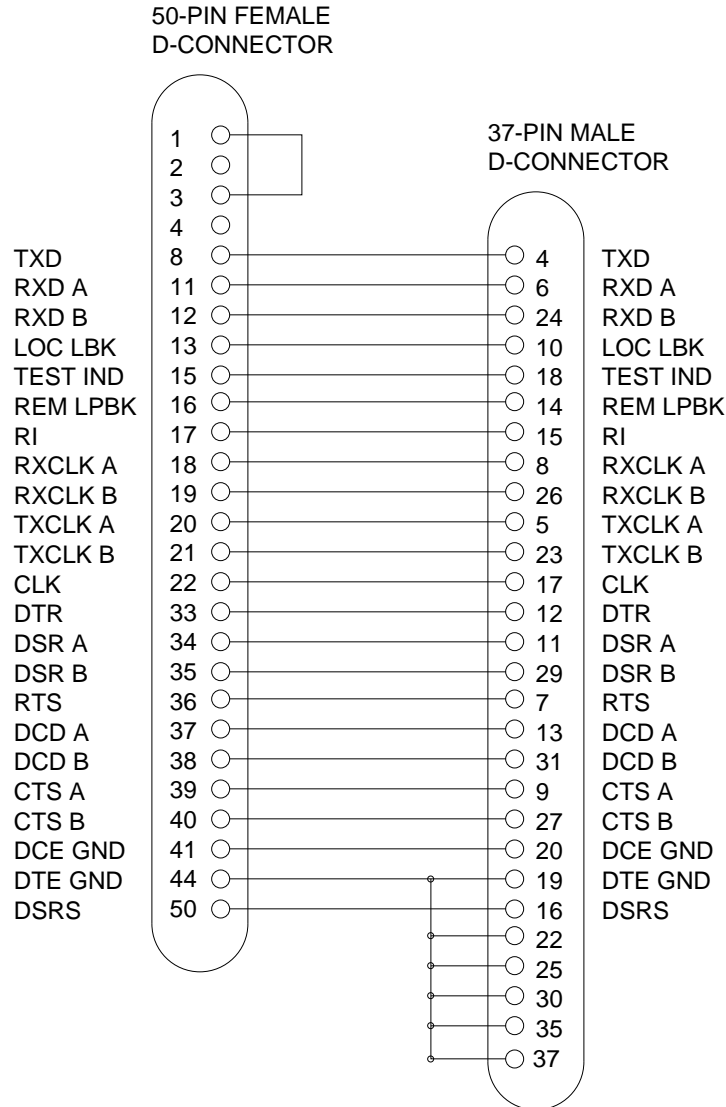 50-PIN FEMALE
D-CONNECTOR
37-PIN MALE
D-CONNECTOR
1
2
3
4
TXD 8 4 TXD
RXD A 11 6 RXD A
RXD B 12 24 RXD B
LOC LBK 13 10 LOC LBK
TEST IND 15 18 TEST IND
REM LPBK 16 14 REM LPBK
RI 17 15 RI
RXCLK A 18 8 RXCLK A
RXCLK B 19 26 RXCLK B
TXCLK A 20 5 TXCLK A
TXCLK B 21 23 TXCLK B
CLK 22 17 CLK
DTR 33 12 DTR
DSR A 34 11 DSR A
DSR B 35 29 DSR B
RTS 36 7 RTS
DCD A 37 13 DCD A
DCD B 38 31 DCD B
CTS A 39 9 CTS A
CTS B 40 27 CTS B
DCE GND 41 20 DCE GND
DTE GND 44 19 DTE GND
DSRS 50 16 DSRS
22
25
30
35
37